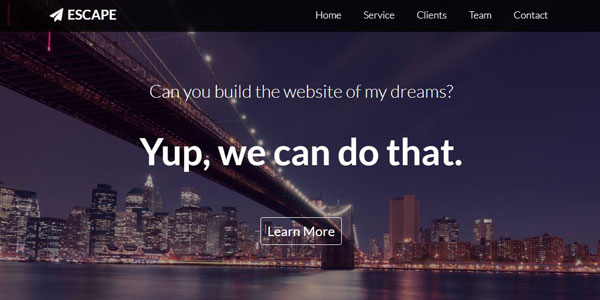 ESCAPE
Home Service Clients Team Contact
Can you build the website of my dreams?
Yup, we can do that.
Learn More